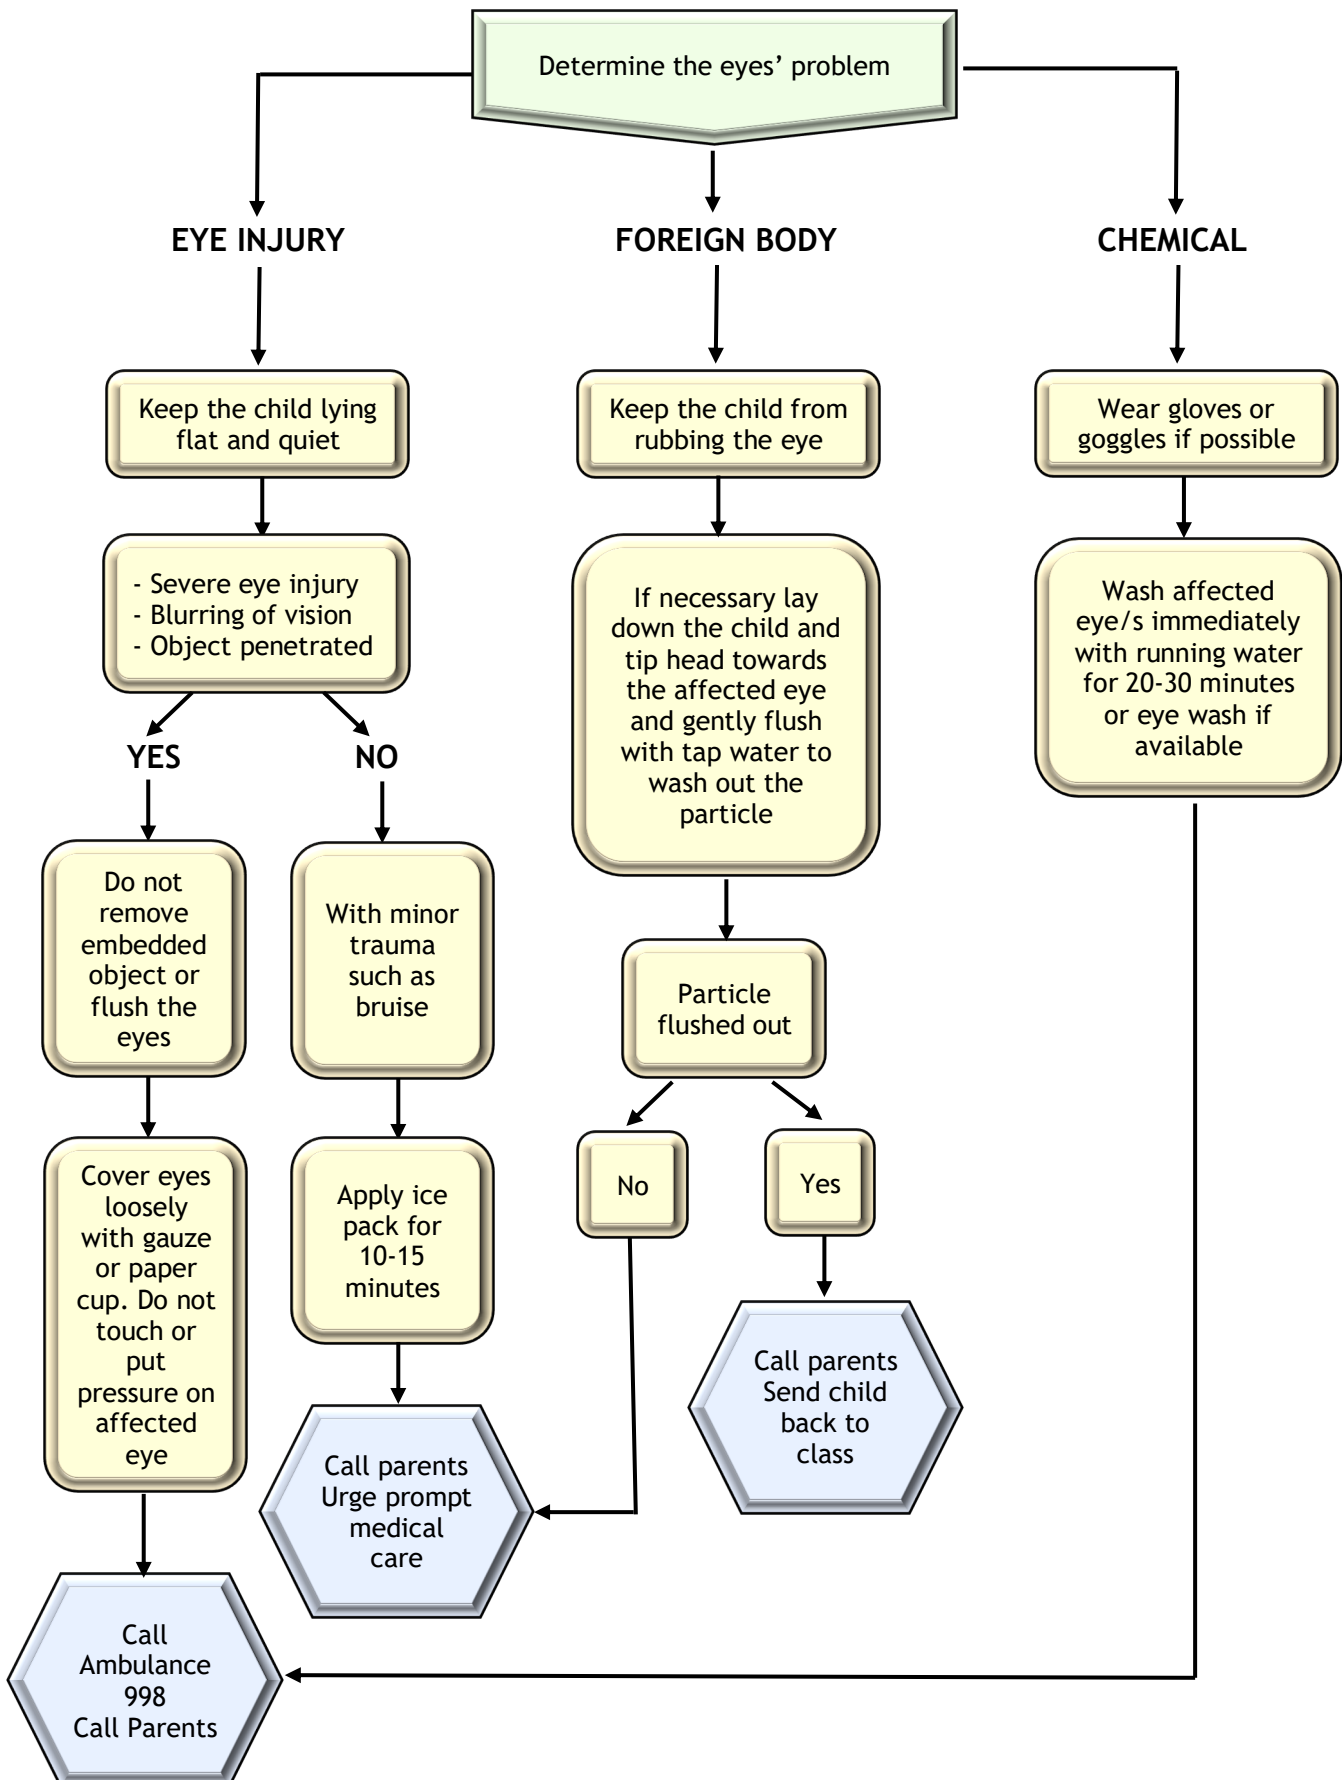 Determine the eyes’ problem
EYE INJURY
FOREIGN BODY
CHEMICAL
Keep the child lying
flat and quiet
Keep the child from
rubbing the eye
Wear gloves or
goggles if possible
- Severe eye injury
- Blurring of vision
- Object penetrated
If necessary lay
down the child and
tip head towards
the affected eye
and gently flush
with tap water to
wash out the
particle
Wash affected
eye/s immediately
with running water
for 20-30 minutes
or eye wash if
available
YES
NO
Do not
remove
embedded
object or
flush the
eyes
With minor
trauma
such as
bruise
Particle
flushed out
Cover eyes
loosely
with gauze
or paper
cup. Do not
touch or
put
pressure on
affected
eye
Apply ice
pack for
10-15
minutes
No
Yes
Call parents
Send child
back to
class
Call parents
Urge prompt
medical
care
Call
Ambulance
998
Call Parents